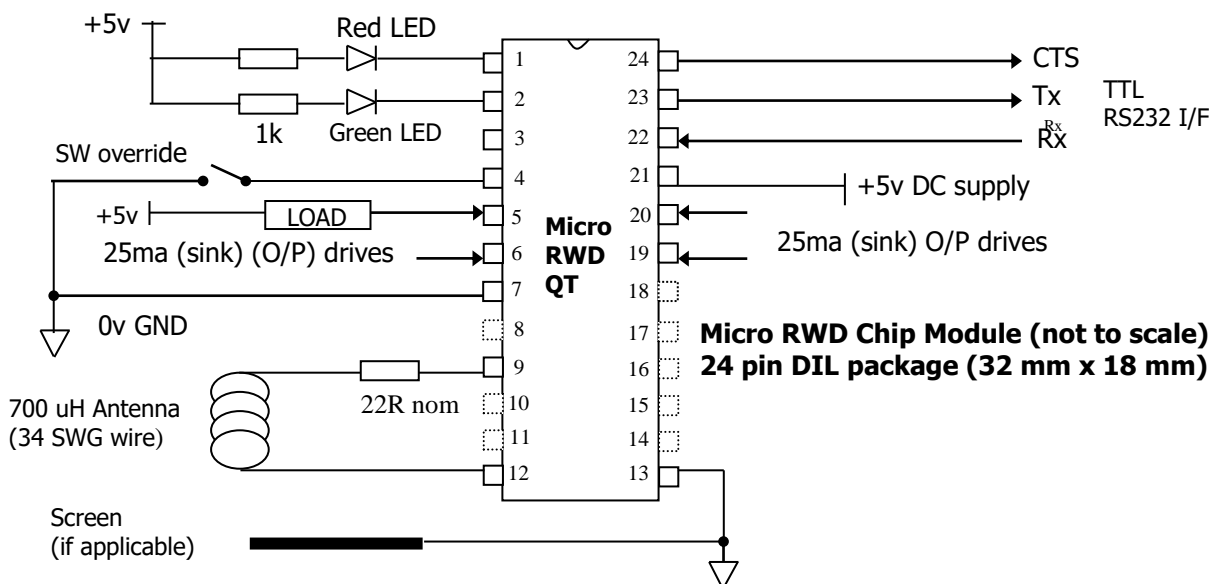 +5v
Red LED
Green LED
1k
SW override
+5v
LOAD
25ma (sink) (O/P) drives
0v GND
22R nom
700 uH Antenna
(34 SWG wire)
Screen
(if applicable)
1
2
3
4
5
6
7
8
9
10
11
12
Micro
RWD
QT
24
23
22
21
20
19
18
17
16
15
14
13
CTS
Tx
Rx
Rx
TTL
RS232 I/F
+5v DC supply
25ma (sink) O/P drives
Micro RWD Chip Module (not to scale)
24 pin DIL package (32 mm x 18 mm)